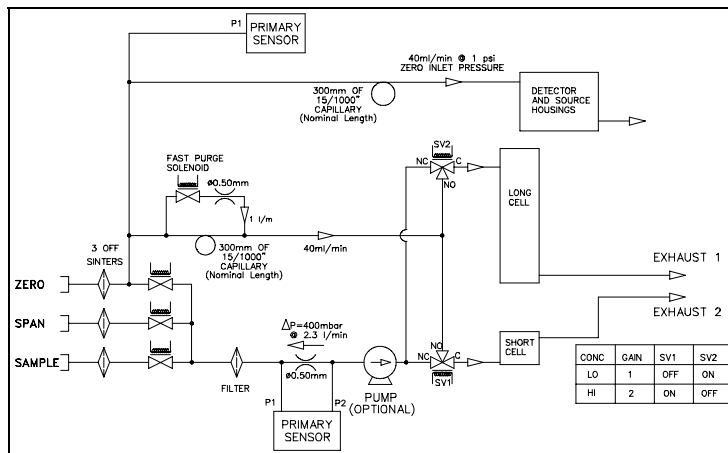 P1
PRIMARY
SENSOR
40ml/min @ 1 psi
ZERO INLET PRESSURE
300mm OF
15/1000"
CAPILLARY
(Nominal Length)
DETECTOR
AND SOURCE
HOUSINGS
SV2
NC
C
NO
FAST PURGE
SOLENOID
ø0.50mm
1 l/m
LONG
CELL
3 OFF
SINTERS
300mm OF
15/1000"
CAPILLARY
(Nominal Length)
40ml/min
EXHAUST 1
ZERO
EXHAUST 2
SPAN
ΔP=400mbar
@ 2.3 l/min
NO
SAMPLE
NC
C
SHORT
CELL
FILTER
ø0.50mm
SV1
P1
P2
PUMP
(OPTIONAL)
PRIMARY
SENSOR
CONC GAIN SV1 SV2
LO 1 OFF ON
HI 2 ON OFF